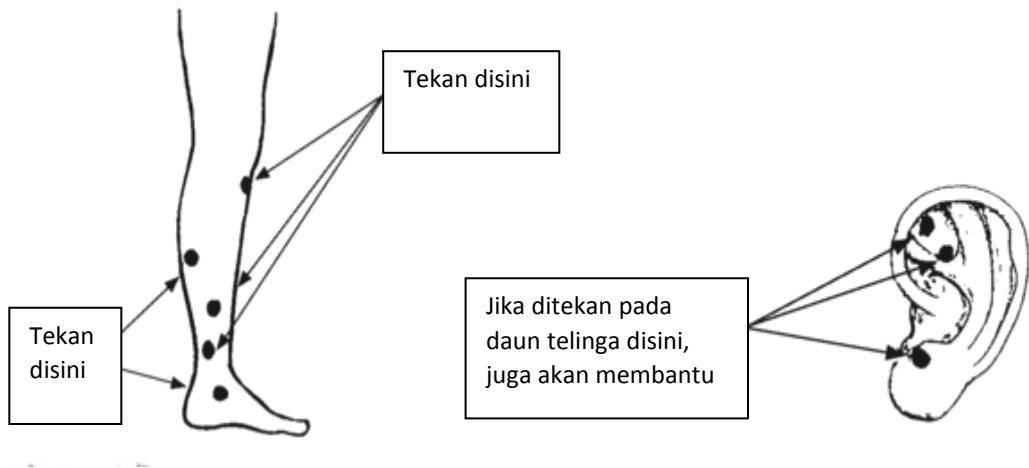 Tekan disini
Tekan
disini
Jika ditekan pada
daun telinga disini,
juga akan membantu